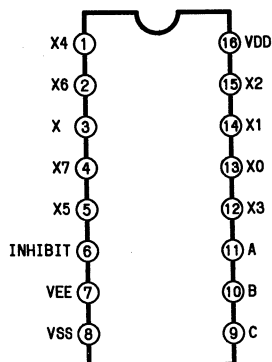 X4 1 16 VDD
X6 2 15 X2
X 3 14 X1
X7 4 13 X0
X5 5 12 X3
INHIBIT 6 11 A
VEE 7 10 B
VSS 8 9 C